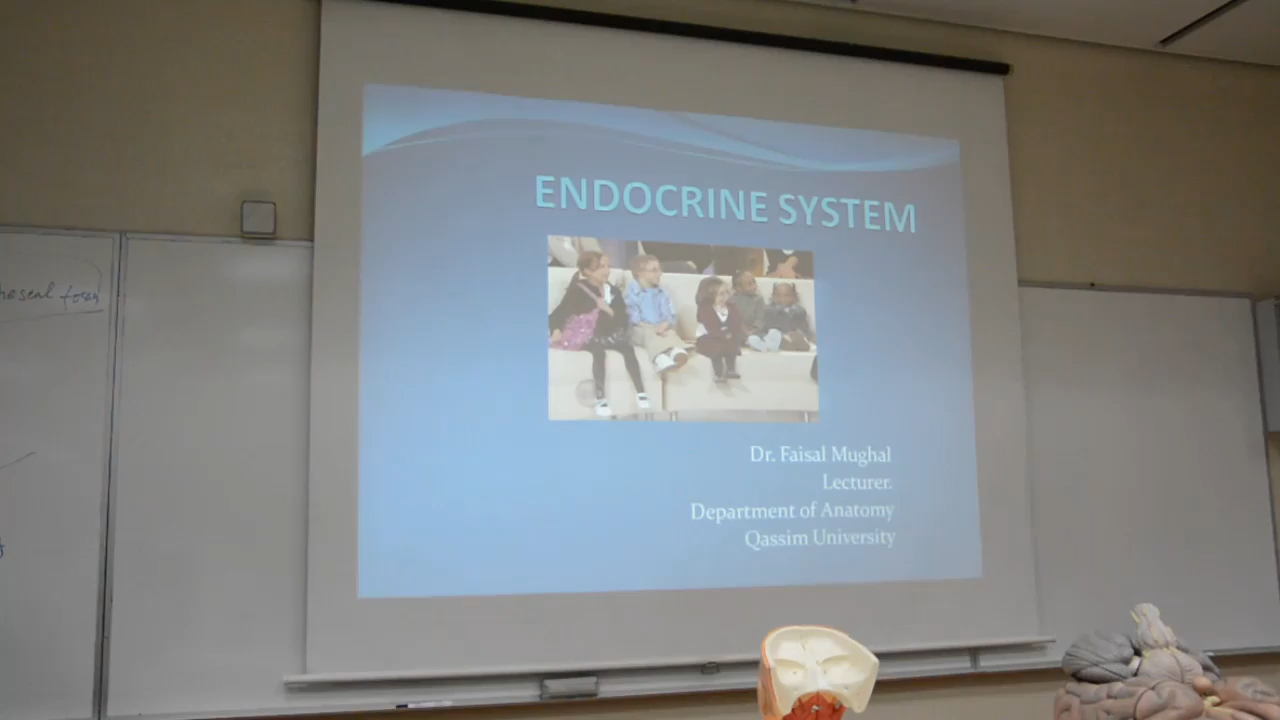 ENDOCRINE SYSTEM
Dr. Faisal Mughal
Lecturer.
Department of Anatomy
Qassim University